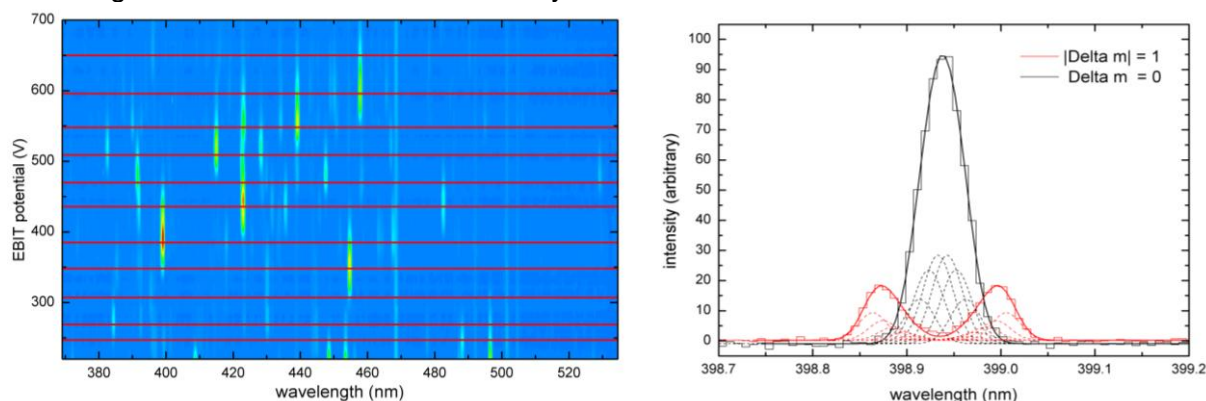 700
600
500
400
300
EBIT potential (V)
380 400 420 440 460 480 500 520
wavelength (nm)
100
90
80
70
60
50
40
30
20
10
0
intensity (arbitrary)
|Delta m| = 1
Delta m = 0
398.7 398.8 398.9 399.0 399.1 399.2
wavelength (nm)